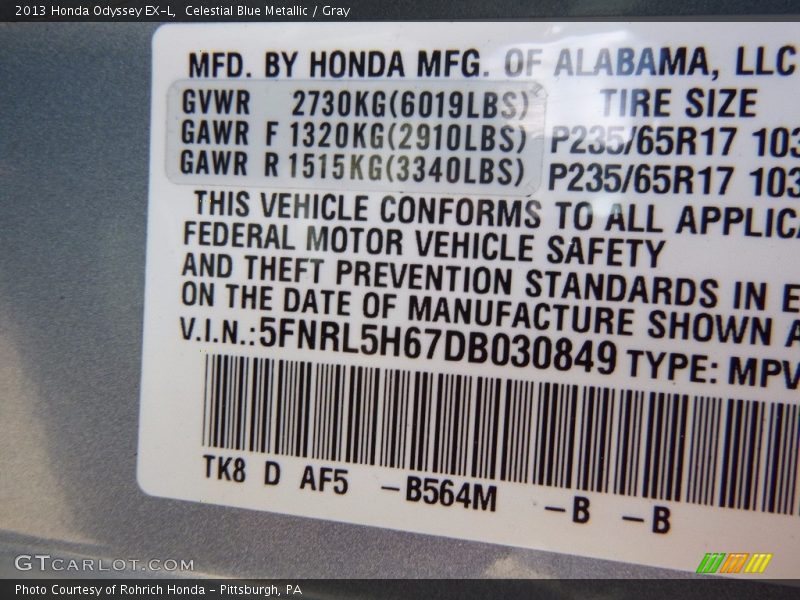 2013 Honda Odyssey EX-L, Celestial Blue Metallic / Gray
MFD. BY HONDA MFG. OF ALABAMA, LLC
GVWR 2730KG(6019LBS) TIRE SIZE
GAWR F 1320KG(2910LBS) P235/65R17 103
GAWR R 1515KG(3340LBS) P235/65R17 103
THIS VEHICLE CONFORMS TO ALL APPLICA
FEDERAL MOTOR VEHICLE SAFETY
AND THEFT PREVENTION STANDARDS IN E
ON THE DATE OF MANUFACTURE SHOWN A
V.I.N.:5FNRL5H67DB030849 TYPE: MPV
TK8 D AF5 -B564M -B -B
GTCARLOT.COM
Photo Courtesy of Rohrich Honda - Pittsburgh, PA